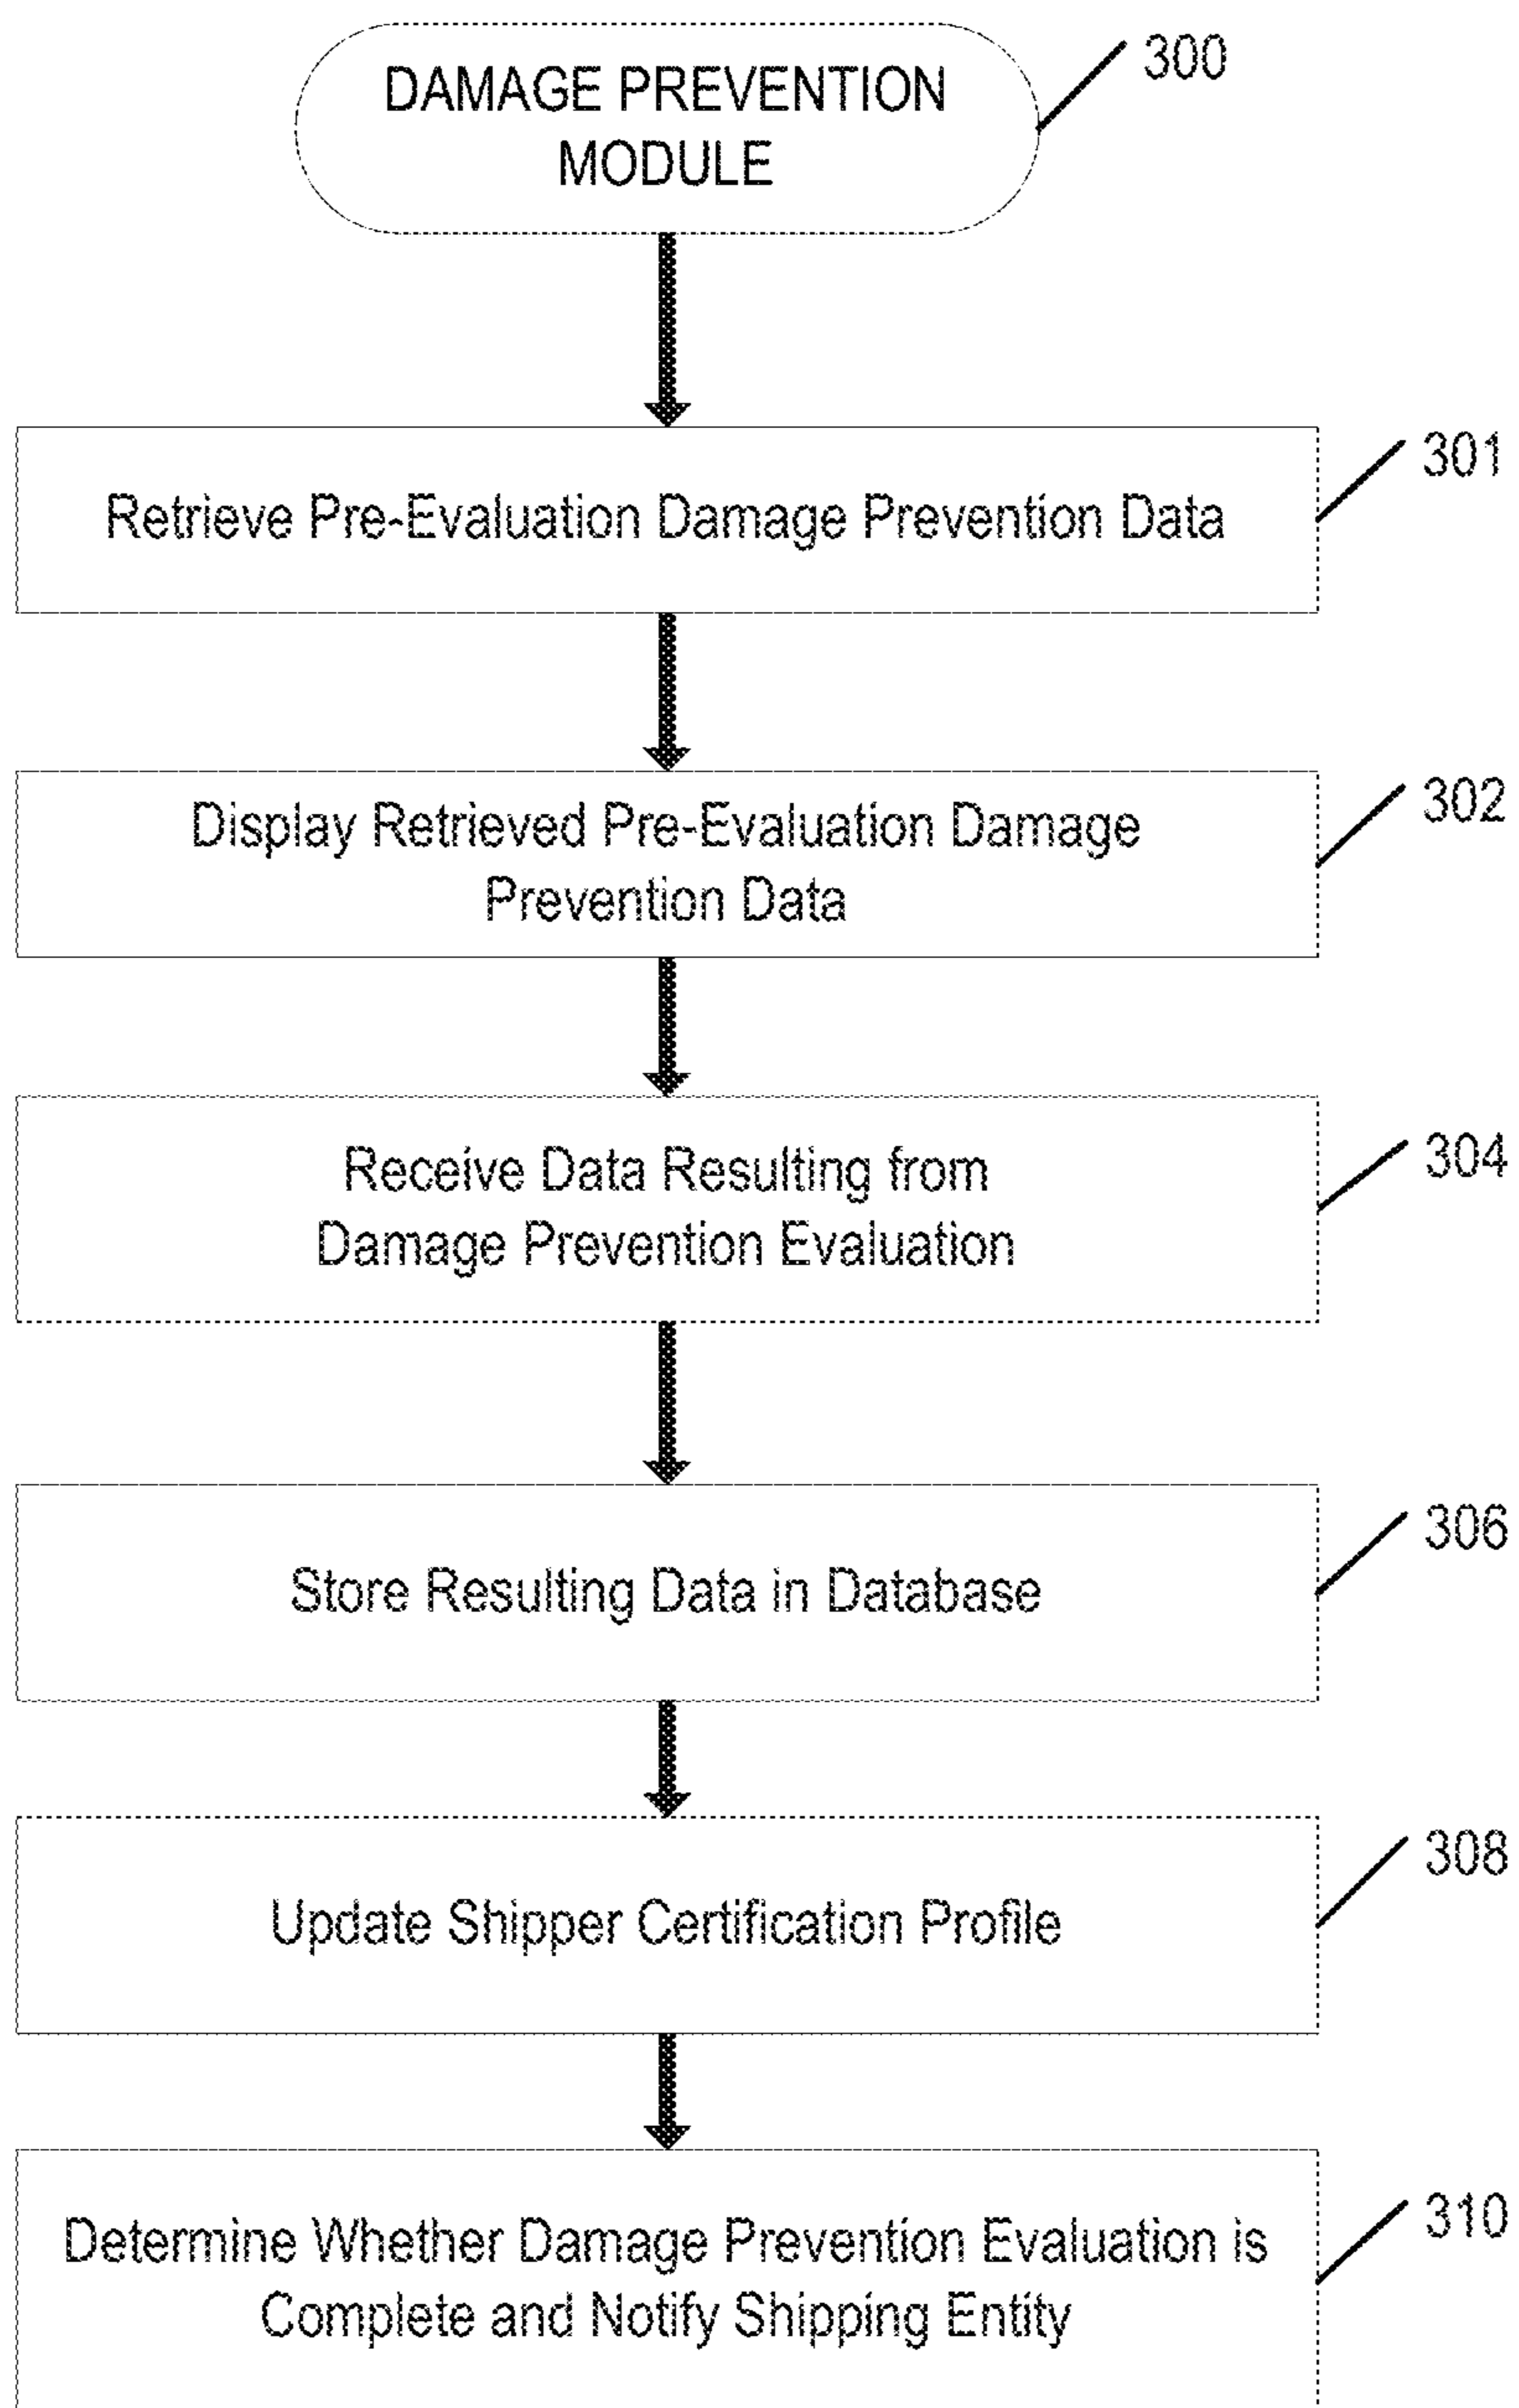 DAMAGE PREVENTION
MODULE
300
301
Retrieve Pre-Evaluation Damage Prevention Data
302
Display Retrieved Pre-Evaluation Damage
Prevention Data
304
Receive Data Resulting from
Damage Prevention Evaluation
306
Store Resulting Data in Database
308
Update Shipper Certification Profile
310
Determine Whether Damage Prevention Evaluation is
Complete and Notify Shipping Entity